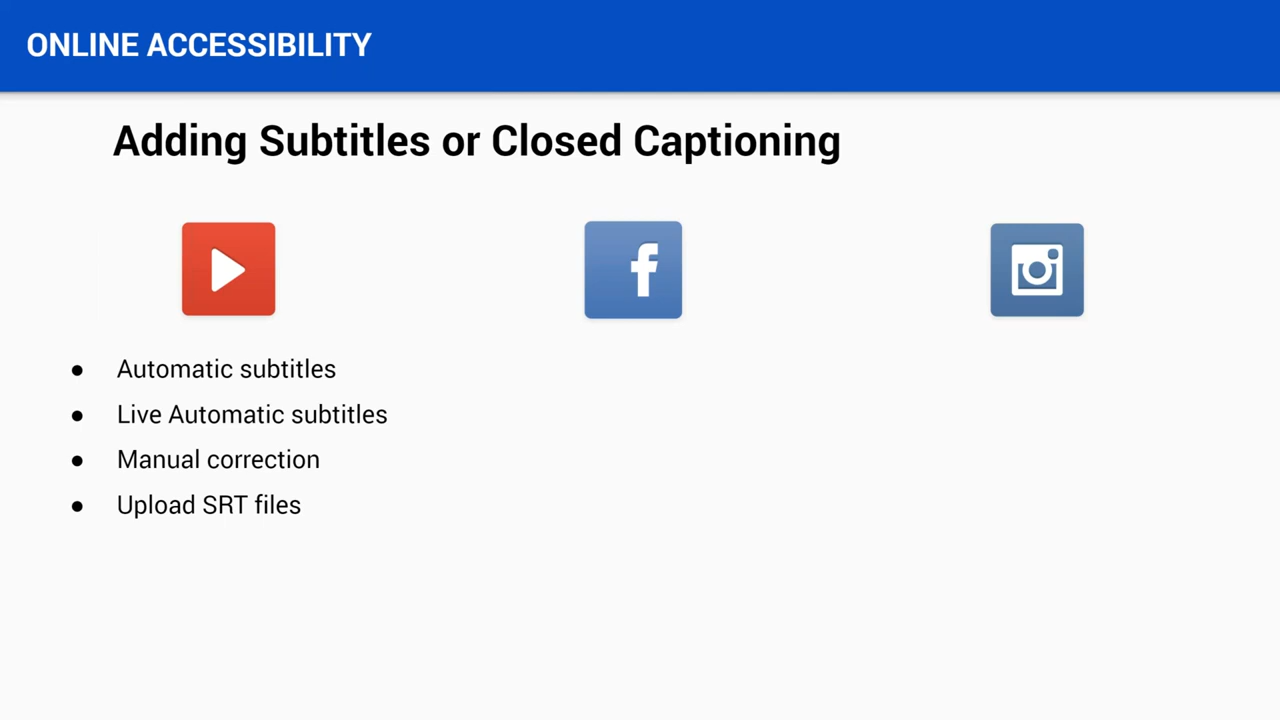 ONLINE ACCESSIBILITY
Adding Subtitles or Closed Captioning
f
● Automatic subtitles
● Live Automatic subtitles
● Manual correction
● Upload SRT files